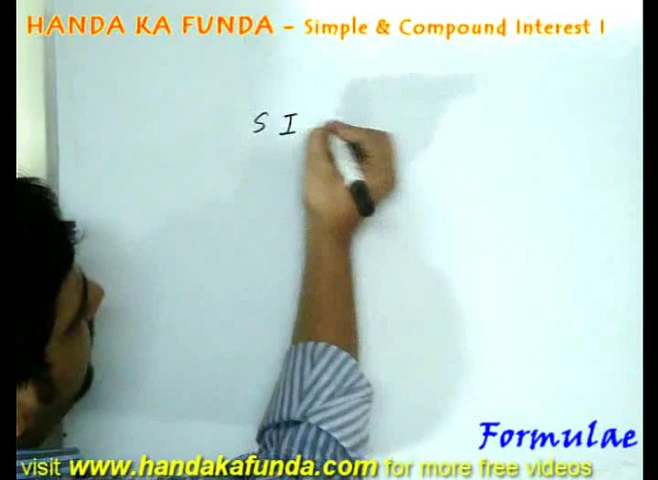 HANDA KA FUNDA – Simple & Compound Interest I
S I
Formulae
visit www.handakafunda.com for more free videos